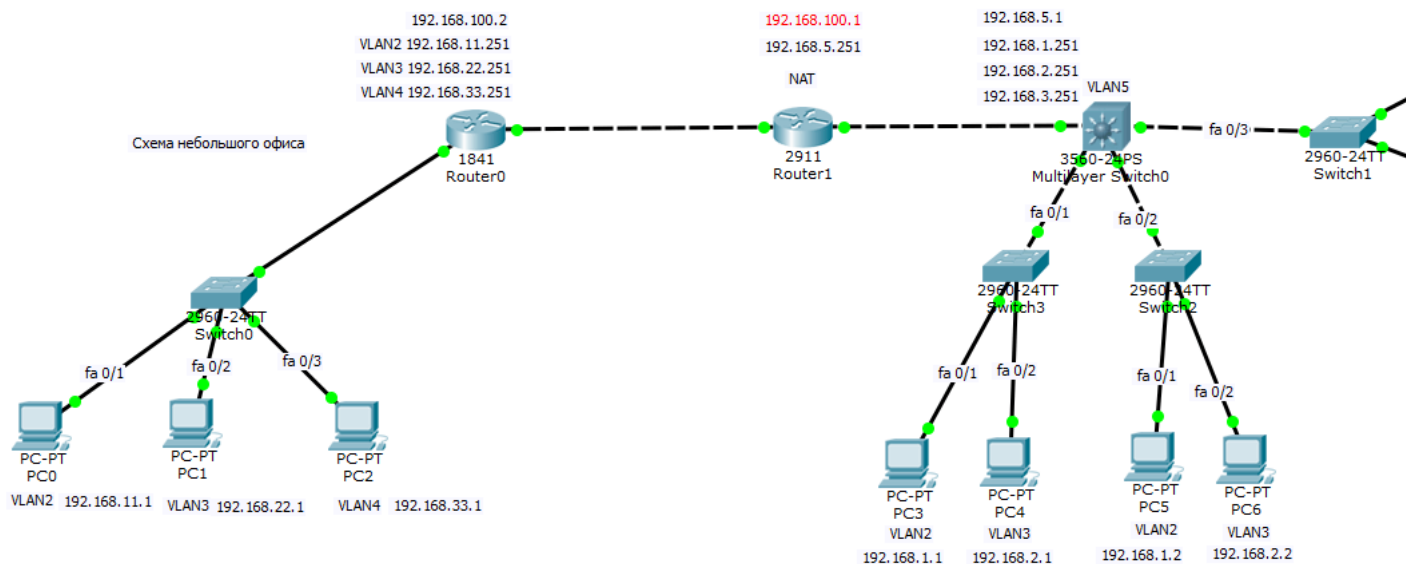 192.168.100.2
VLAN2 192.168.11.251
VLAN3 192.168.22.251
VLAN4 192.168.33.251
192.168.100.1
192.168.5.251
NAT
192.168.5.1
192.168.1.251
192.168.2.251
192.168.3.251
VLAN5
Схема небольшого офиса
1841
Router0
2911
Router1
3560-24PS
Multilayer Switch0
fa 0/3
2960-24TT
Switch1
fa 0/1
fa 0/2
2960-24TT
Switch0
2960-24TT
Switch3
2960-24TT
Switch2
fa 0/1
fa 0/2
fa 0/3
fa 0/1
fa 0/2
fa 0/1
fa 0/2
PC-PT
PC0
VLAN2 192.168.11.1
PC-PT
PC1
VLAN3 192.168.22.1
PC-PT
PC2
VLAN4 192.168.33.1
PC-PT
PC3
VLAN2
192.168.1.1
PC-PT
PC4
VLAN3
192.168.2.1
PC-PT
PC5
VLAN2
192.168.1.2
PC-PT
PC6
VLAN3
192.168.2.2